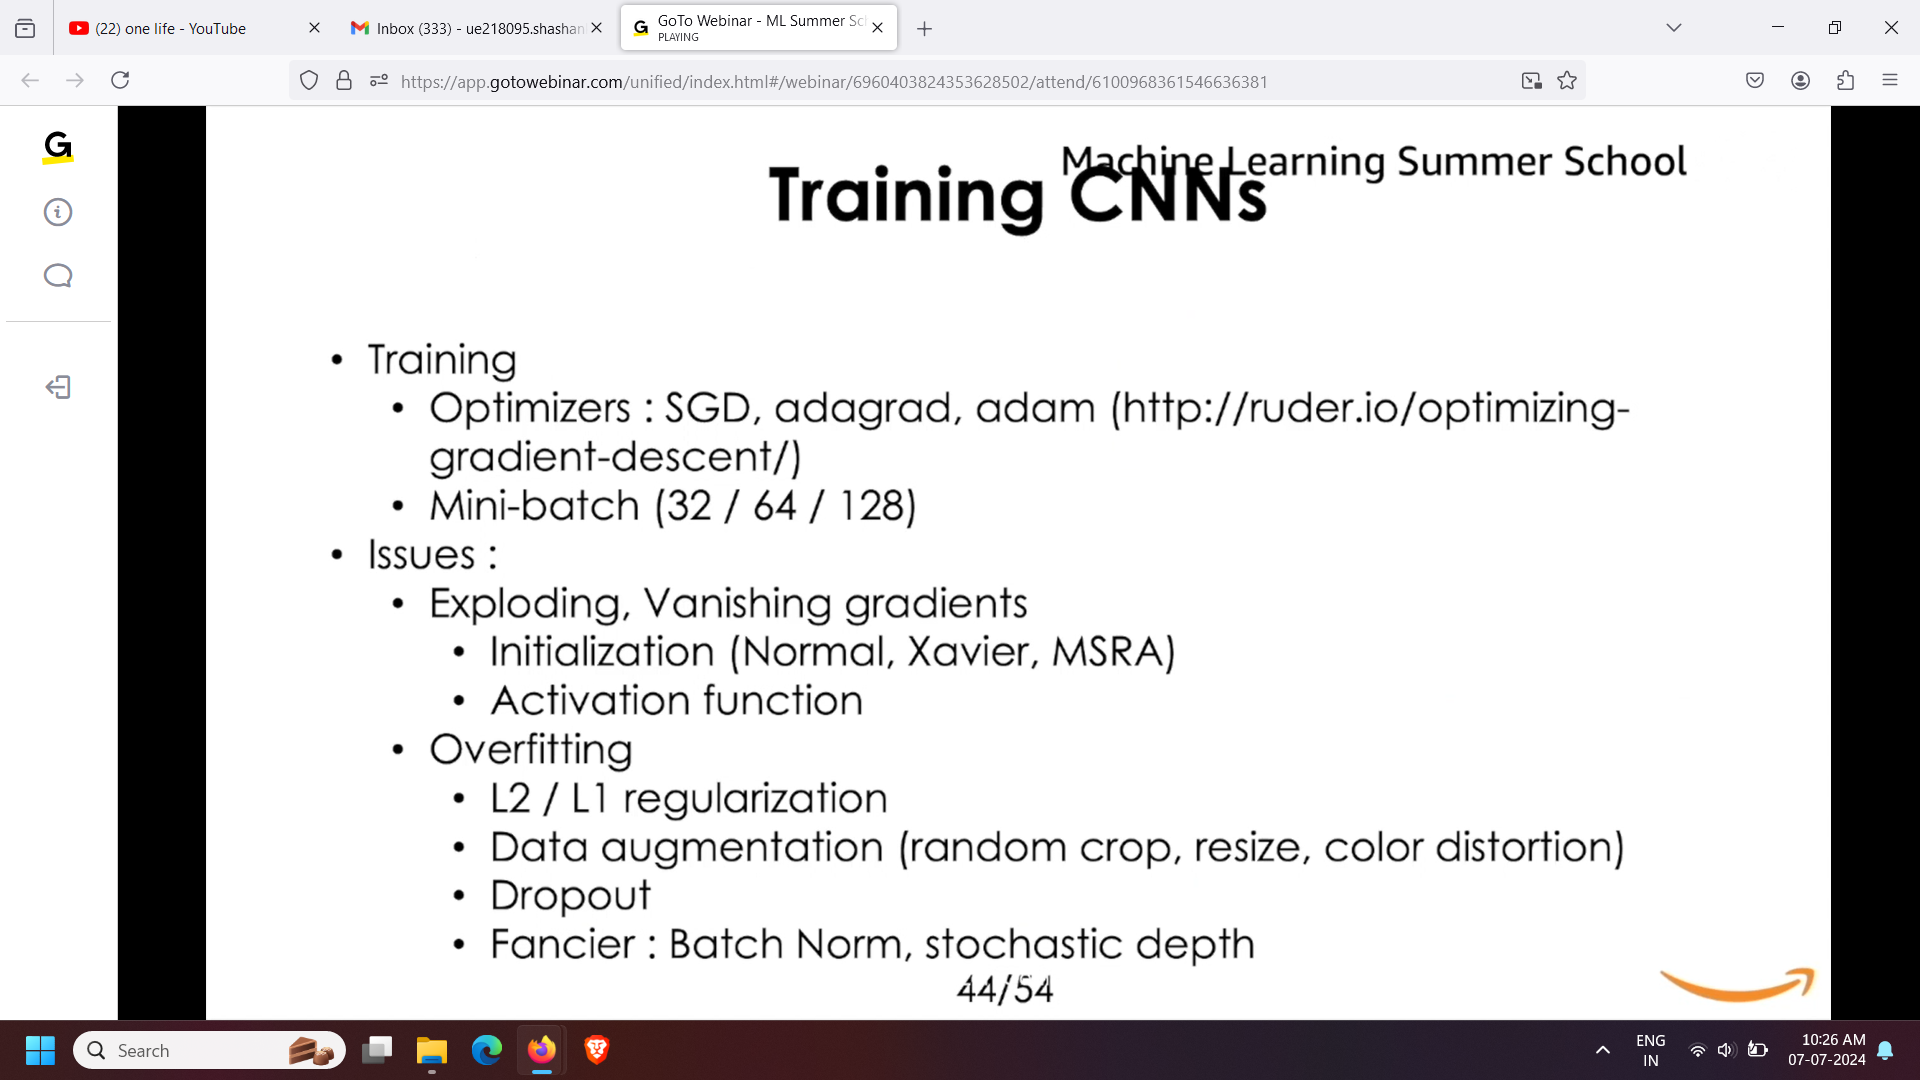 (22) one life - YouTube
Inbox (333) - ue218095.shashan
GoTo Webinar - ML Summer Sc
PLAYING
https://app.gotowebinar.com/unified/index.html#/webinar/6960403824353628502/attend/6100968361546636381
Machine Learning Summer School
Training CNNs
• Training
• Optimizers : SGD, adagrad, adam (http://ruder.io/optimizing-
gradient-descent/)
• Mini-batch (32 / 64 / 128)
• Issues :
• Exploding, Vanishing gradients
• Initialization (Normal, Xavier, MSRA)
• Activation function
• Overfitting
• L2 / L1 regularization
• Data augmentation (random crop, resize, color distortion)
• Dropout
• Fancier : Batch Norm, stochastic depth
44/54
Search
ENG
IN
10:26 AM
07-07-2024